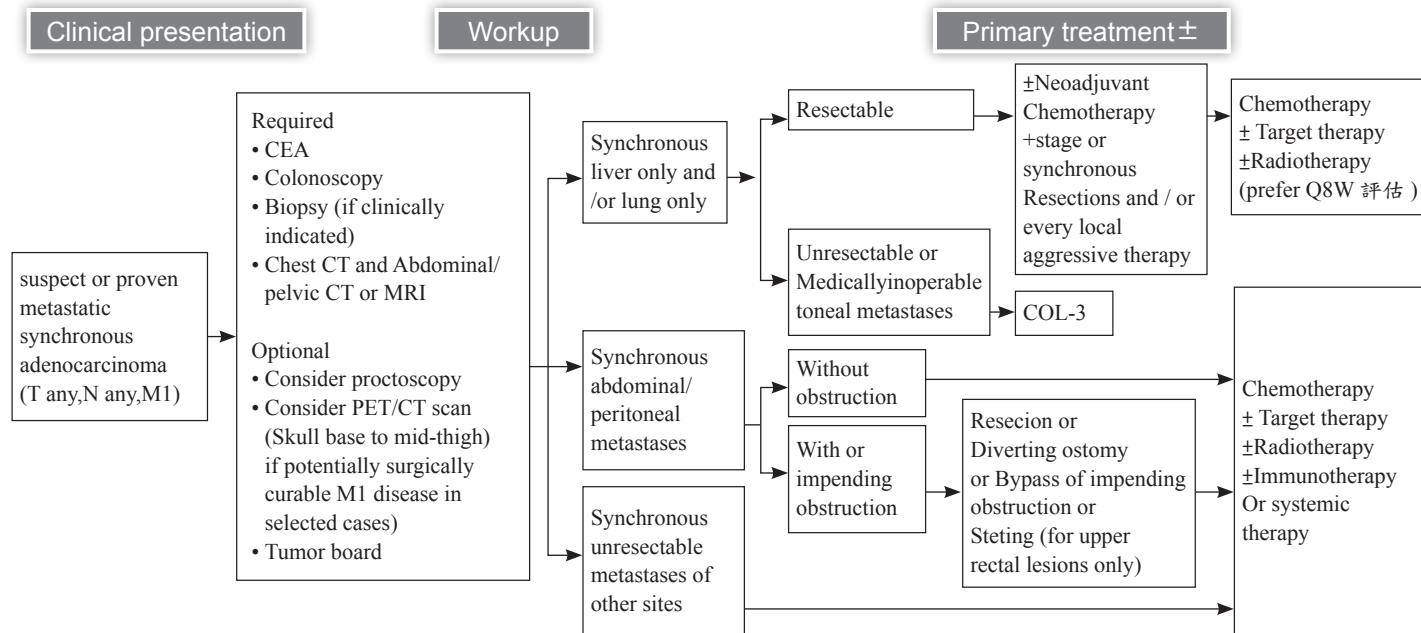 Clinical presentation
Workup
Primary treatment±
suspect or proven
metastatic
synchronous
adenocarcinoma
(T any,N any,M1)
Required
• CEA
• Colonoscopy
• Biopsy (if clinically
indicated)
• Chest CT and Abdominal/
pelvic CT or MRI
Optional
• Consider proctoscopy
• Consider PET/CT scan
(Skull base to mid-thigh)
if potentially surgically
curable M1 disease in
selected cases)
• Tumor board
Synchronous
liver only and
/or lung only
Resectable
±Neoadjuvant
Chemotherapy
+stage or
synchronous
Resections and / or
every local
aggressive therapy
Chemotherapy
± Target therapy
±Radiotherapy
(prefer Q8W 評估 )
Unresectable or
Medicallyinoperable
toneal metastases
COL-3
Synchronous
abdominal/
peritoneal
metastases
Without
obstruction
With or
impending
obstruction
Resecion or
Diverting ostomy
or Bypass of impending
obstruction or
Steting (for upper
rectal lesions only)
Synchronous
unresectable
metastases of
other sites
Chemotherapy
± Target therapy
±Radiotherapy
±Immunotherapy
Or systemic
therapy